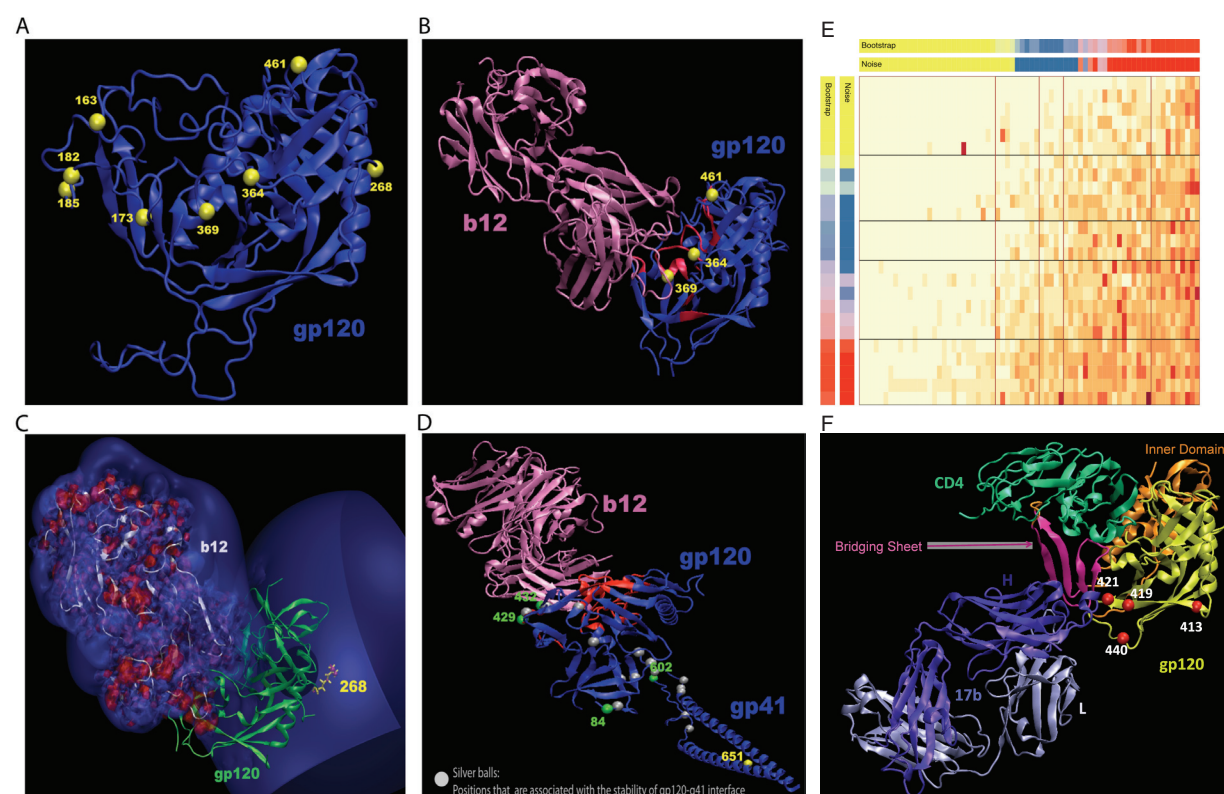 A
461
163
182
185
173
369
364
268
gp120
B
gp120
461
b12
364
369
C
b12
268
gp120
D
b12
gp120
432
429
602
84
gp41
651
Silver balls:
Positions that are associated with the stability of gp120-g41 interface
E
Bootstrap
Noise
Bootstrap
Noise
F
Inner Domain
CD4
Bridging Sheet
H
421
419
413
440
gp120
17b
L